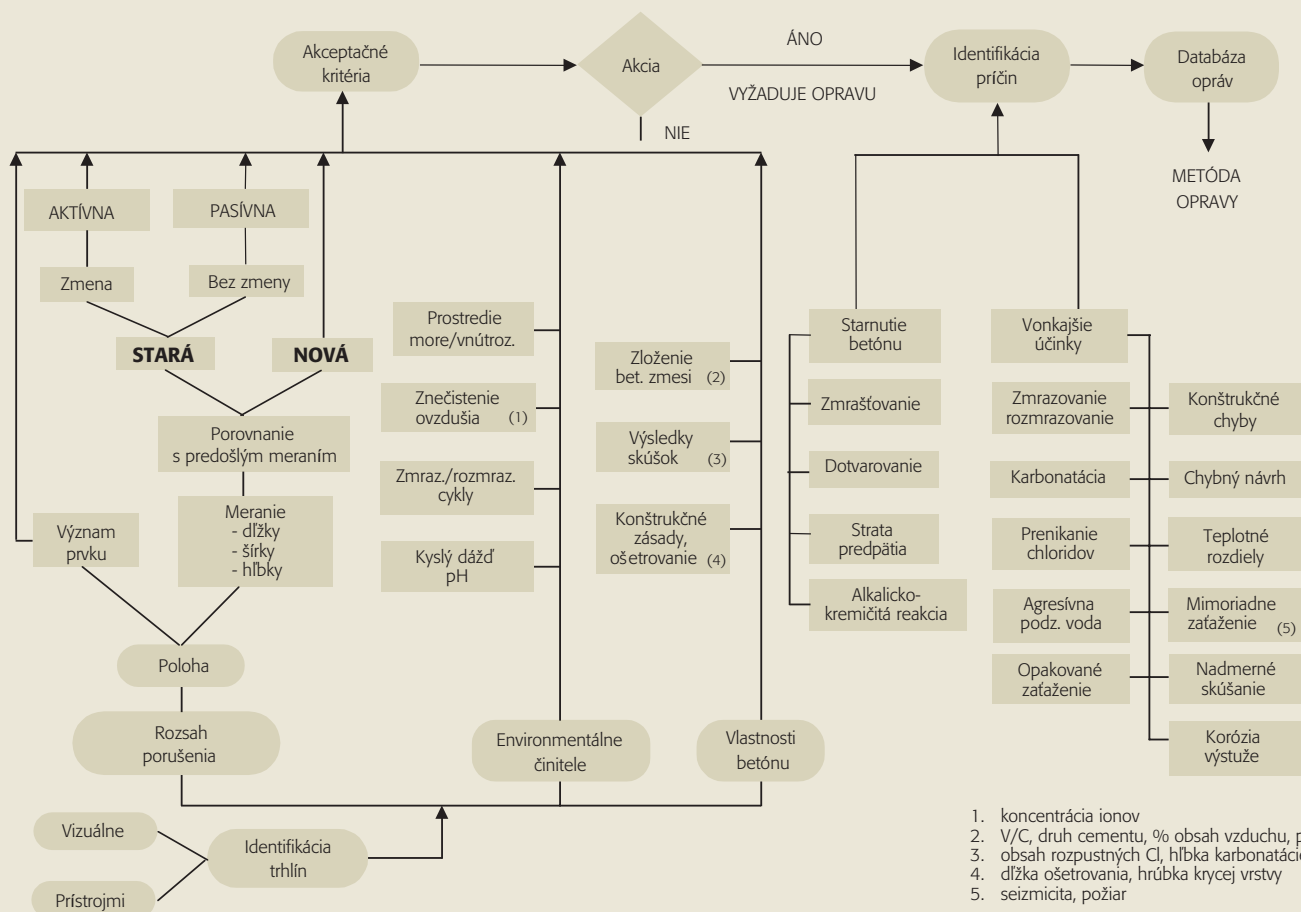 Akceptačné
kritéria
Akcia
ÁNO
VYŽADUJE OPRAVU
NIE
Identifikácia
príčin
Databáza
opráv
METÓDA
OPRAVY
AKTÍVNA
PASÍVNA
Zmena
Bez zmeny
STARÁ
NOVÁ
Porovnanie
s predošlým meraním
Meranie
- dĺžky
- šírky
- hĺbky
Význam
prvku
Poloha
Rozsah
porušenia
Vizuálne
Prístrojmi
Identifikácia
trhlín
Prostredie
more/vnútroz.
Znečistenie
ovzdušia (1)
Zmraz./rozmraz.
cykly
Kyslý dážď
pH
Environmentálne
činitele
Zloženie
bet. zmesi (2)
Výsledky
skúšok (3)
Konštrukčné
zásady,
ošetrovanie (4)
Vlastnosti
betónu
Starnutie
betónu
Zmrašťovanie
Dotvarovanie
Strata
predpätia
Alkalicko-
kremičitá reakcia
Vonkajšie
účinky
Zmrazovanie
rozmrazovanie
Karbonatácia
Prenikanie
chloridov
Agresívna
podz. voda
Opakované
zaťaženie
Konštrukčné
chyby
Chybný návrh
Teplotné
rozdiely
Mimoriadne
zaťaženie (5)
Nadmerné
skúšanie
Korózia
výstuže
1. koncentrácia ionov
2. V/C, druh cementu, % obsah vzduchu,
3. obsah rozpustných Cl, hĺbka
4. dĺžka ošetrovania, hrúbka krycej vrstvy
5. seizmicita, požiar